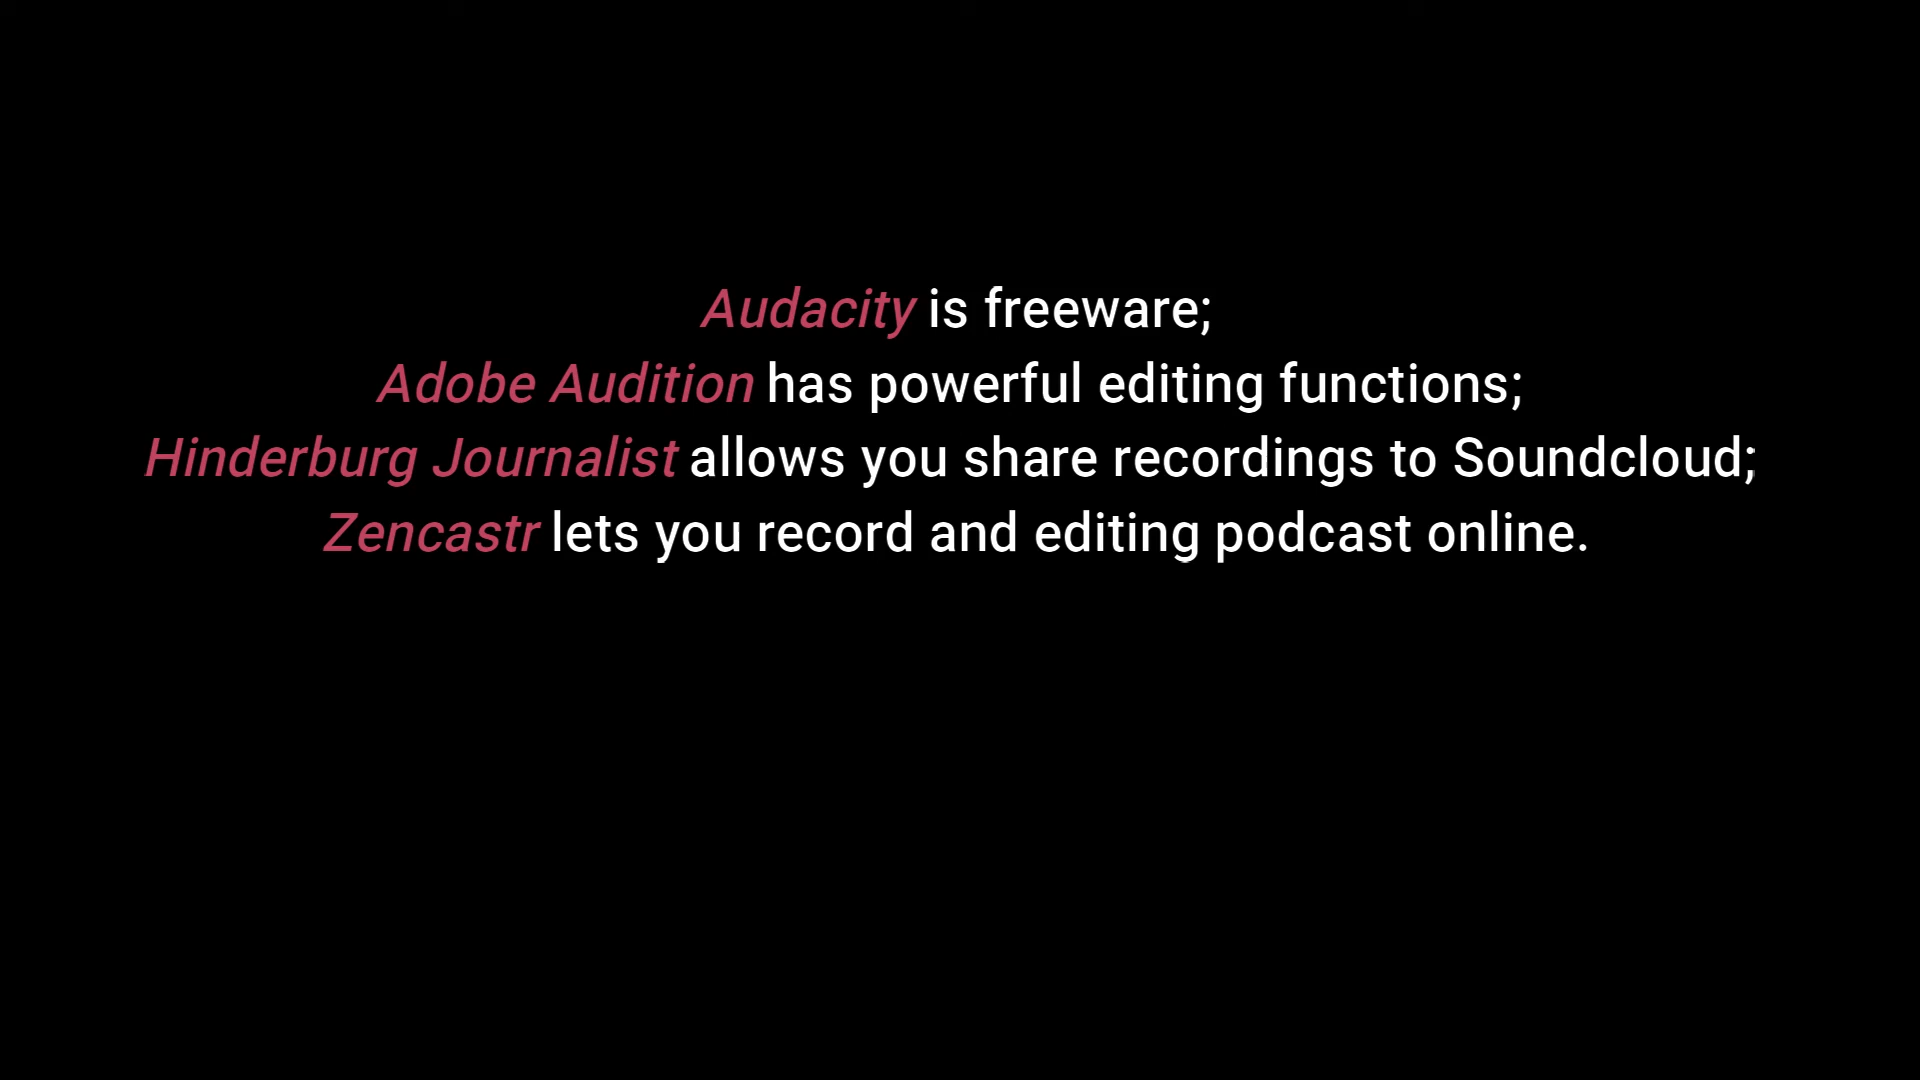 Audacity is freeware;
Adobe Audition has powerful editing functions;
Hinderburg Journalist allows you share recordings to Soundcloud;
Zencastr lets you record and editing podcast online.